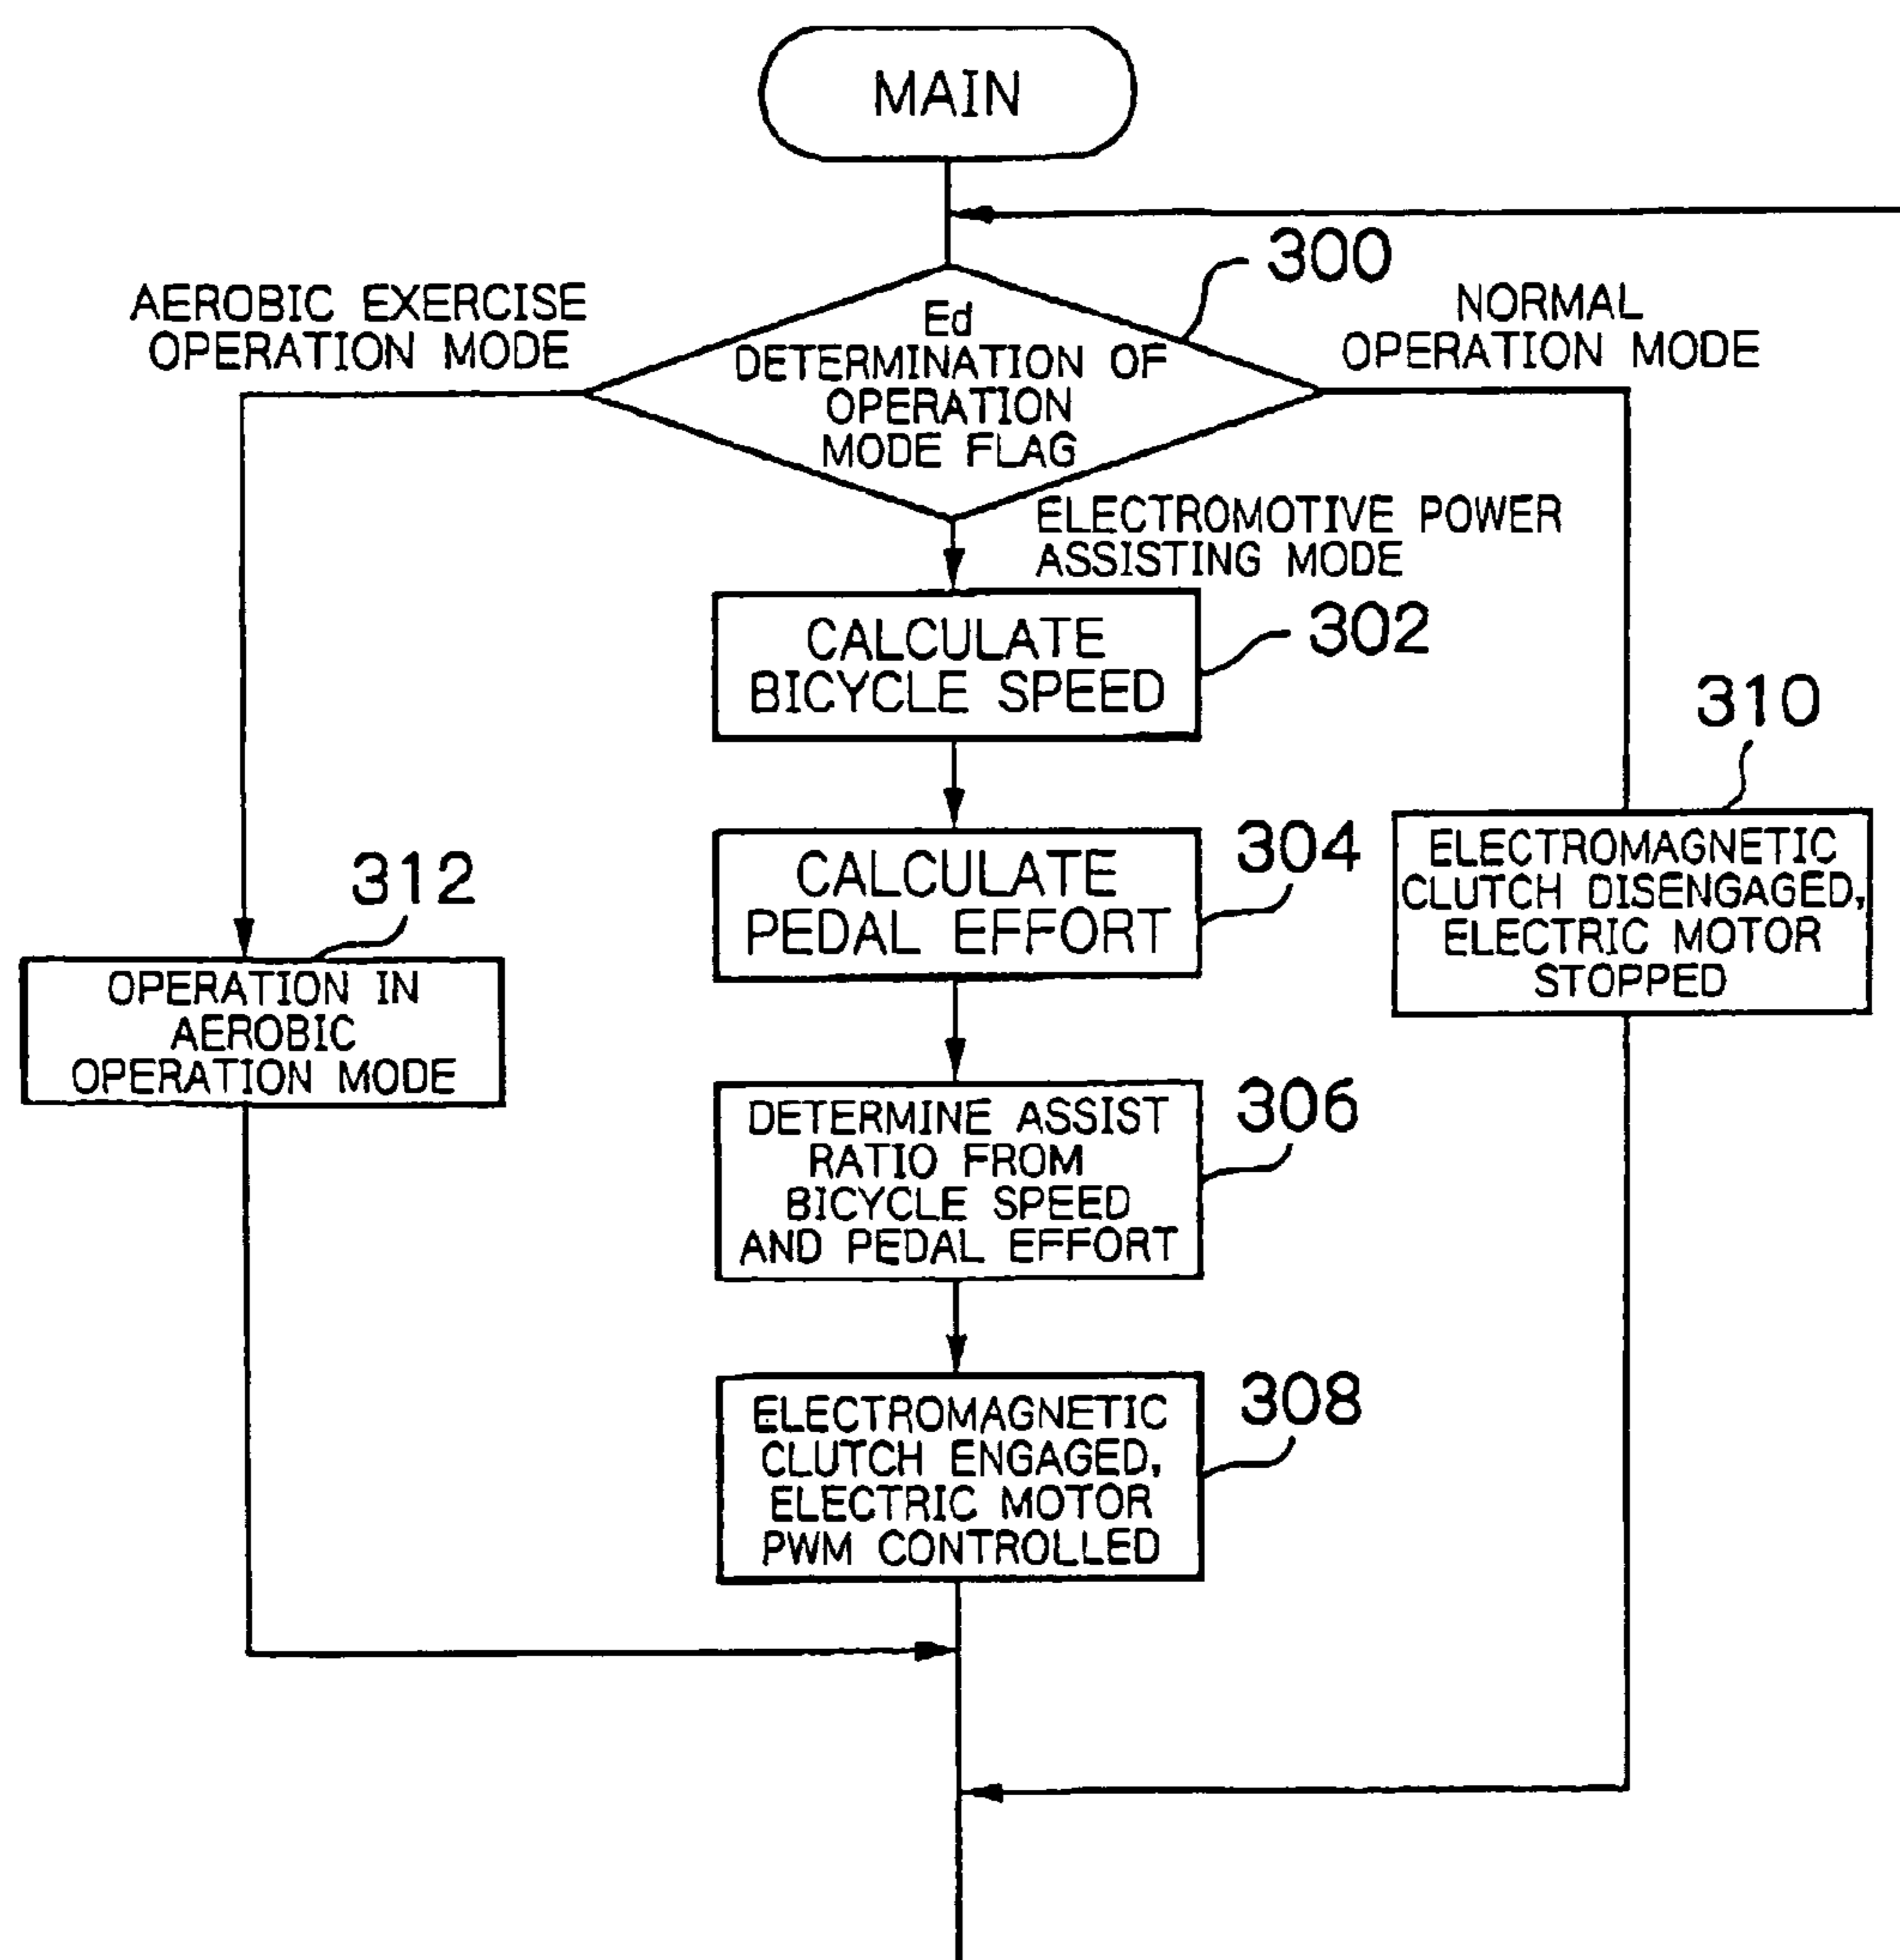 MAIN
300
AEROBIC EXERCISE
OPERATION MODE
Ed
DETERMINATION OF
OPERATION
MODE FLAG
NORMAL
OPERATION MODE
ELECTROMOTIVE POWER
ASSISTING MODE
CALCULATE
BICYCLE SPEED
302
310
CALCULATE
PEDAL EFFORT
304
ELECTROMAGNETIC
CLUTCH DISENGAGED,
ELECTRIC MOTOR
STOPPED
312
OPERATION IN
AEROBIC
OPERATION MODE
DETERMINE ASSIST
RATIO FROM
BICYCLE SPEED
AND PEDAL EFFORT
306
ELECTROMAGNETIC
CLUTCH ENGAGED,
ELECTRIC MOTOR
PWM CONTROLLED
308